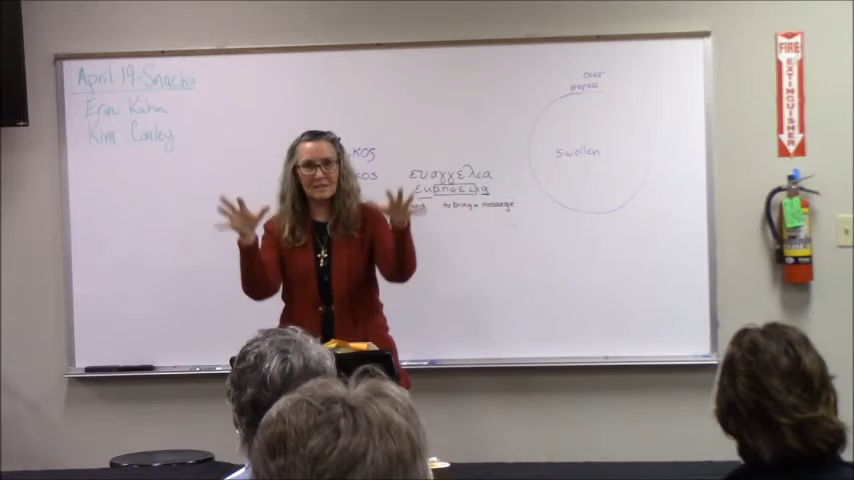 April 19-Snacks
Erin Kahn
Kim Conley
κος
κος
ευαγγελια
to bring a message
over
swollen
FIRE
EXTINGUISHER